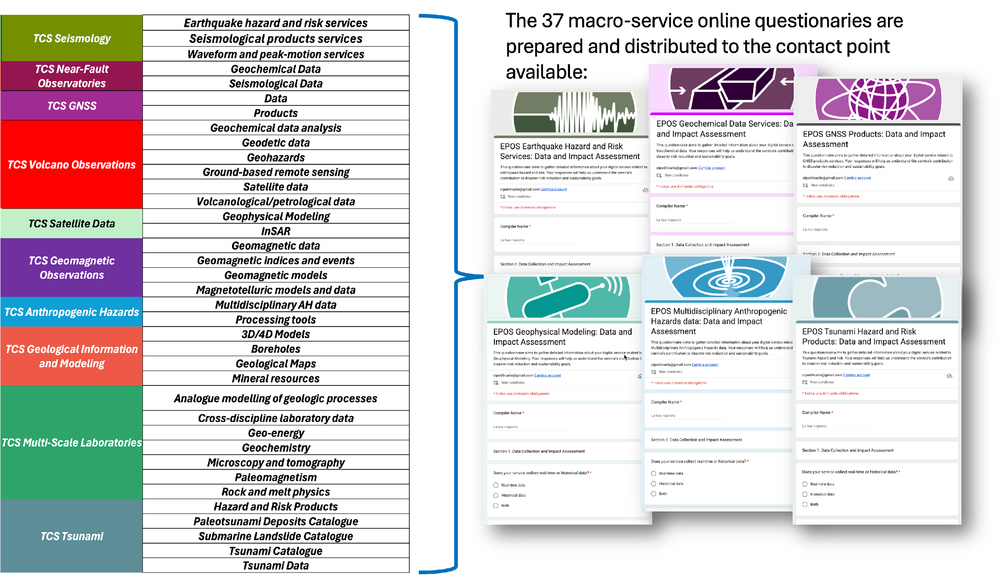 TCS Seismology
Earthquake hazard and risk services
Seismological products services
Waveform and peak-motion services
TCS Near-Fault
Observatories
Geochemical Data
Seismological Data
TCS GNSS
Data
Products
TCS Volcano Observations
Geochemical data analysis
Geodetic data
Geohazards
Ground-based remote sensing
Satellite data
Volcanological/petrological data
TCS Satellite Data
Geophysical Modeling
InSAR
TCS Geomagnetic
Observations
Geomagnetic data
Geomagnetic indices and events
Geomagnetic models
Magnetotelluric models and data
TCS Anthropogenic Hazards
Multidisciplinary AH data
Processing tools
TCS Geological Information
and Modeling
3D/4D Models
Boreholes
Geological Maps
Mineral resources
TCS Multi-Scale Laboratories
Analogue modelling of geologic processes
Cross-discipline laboratory data
Geo-energy
Geochemistry
Microscopy and tomography
Paleomagnetism
Rock and melt physics
TCS Tsunami
Hazard and Risk Products
Paleotsunami Deposits Catalogue
Submarine Landslide Catalogue
Tsunami Catalogue
Tsunami Data
The 37 macro-service online questionaries are
prepared and distributed to the contact point
available:
EPOS Earthquake Hazard and Risk
Services: Data and Impact Assessment
This questionnaire aims to gather detailed information about your digital service related to
earthquake hazard and risk. Your responses will help us understand the service's
contribution to disaster risk reduction and sustainability goals.
cipo69carlo@gmail.com Cambia account
Non condiviso
* Indica una domanda obbligatoria
Compiler Name *
La tua risposta
Section 1: Data Collection and Impact Assessment
EPOS Geochemical Data Services: Da
and Impact Assessment
This questionnaire aims to gather detailed information about your digital service r
Geochemical data. Your responses will help us understand the service's contributi
disaster risk reduction and sustainability goals.
cipo69carlo@gmail.com Cambia account
Non condiviso
* Indica una domanda obbligatoria
Compiler Name *
La tua risposta
Section 1: Data Collection and Impact Assessment
EPOS GNSS Products: Data and Impact
Assessment
This questionnaire aims to gather detailed information about your digital service related to
GNSS products services. Your responses will help us understand the service's contribution
to disaster risk reduction and sustainability goals.
cipo69carlo@gmail.com Cambia account
Non condiviso
* Indica una domanda obbligatoria
Compiler Name *
La tua risposta
Section 1: Data Collection and Impact Assessment
EPOS Geophysical Modeling: Data and
Impact Assessment
This questionnaire aims to gather detailed information about your digital service related to
Geophysical Modeling. Your responses will help us understand the service's contribution t
disaster risk reduction and sustainability goals.
cipo69carlo@gmail.com Cambia account
Non condiviso
* Indica una domanda obbligatoria
Compiler Name *
La tua risposta
Section 1: Data Collection and Impact Assessment
Does your service collect real-time or historical data? *
Real-time data
Historical data
Both
EPOS Multidisciplinary Anthropogenic
Hazards data: Data and Impact
Assessment
This questionnaire aims to gather detailed information about your digital service relate
Multidisciplinary Anthropogenic Hazards data. Your responses will help us understand
service's contribution to disaster risk reduction and sustainability goals.
cipo69carlo@gmail.com Cambia account
Non condiviso
* Indica una domanda obbligatoria
Compiler Name *
La tua risposta
Section 1: Data Collection and Impact Assessment
Does your service collect real-time or historical data? *
Real-time data
Historical data
Both
EPOS Tsunami Hazard and Risk
Products: Data and Impact Assessment
This questionnaire aims to gather detailed information about your digital service related to
Tsunami hazard and risk. Your responses will help us understand the service's contribution
to disaster risk reduction and sustainability goals.
cipo69carlo@gmail.com Cambia account
Non condiviso
* Indica una domanda obbligatoria
Compiler Name *
La tua risposta
Section 1: Data Collection and Impact Assessment
Does your service collect real-time or historical data? *
Real-time data
Historical data
Both